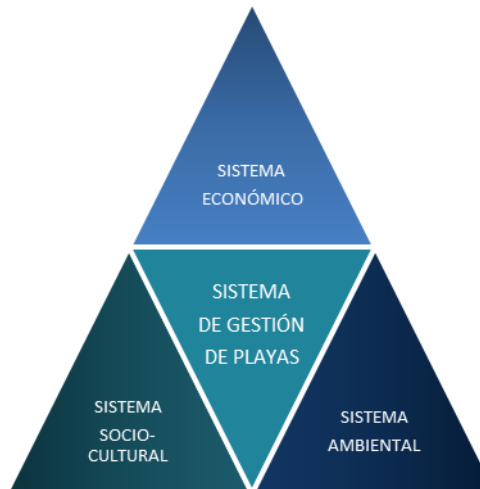 SISTEMA
ECONÓMICO
SISTEMA
DE GESTIÓN
DE PLAYAS
SISTEMA
SOCIO-
CULTURAL
SISTEMA
AMBIENTAL